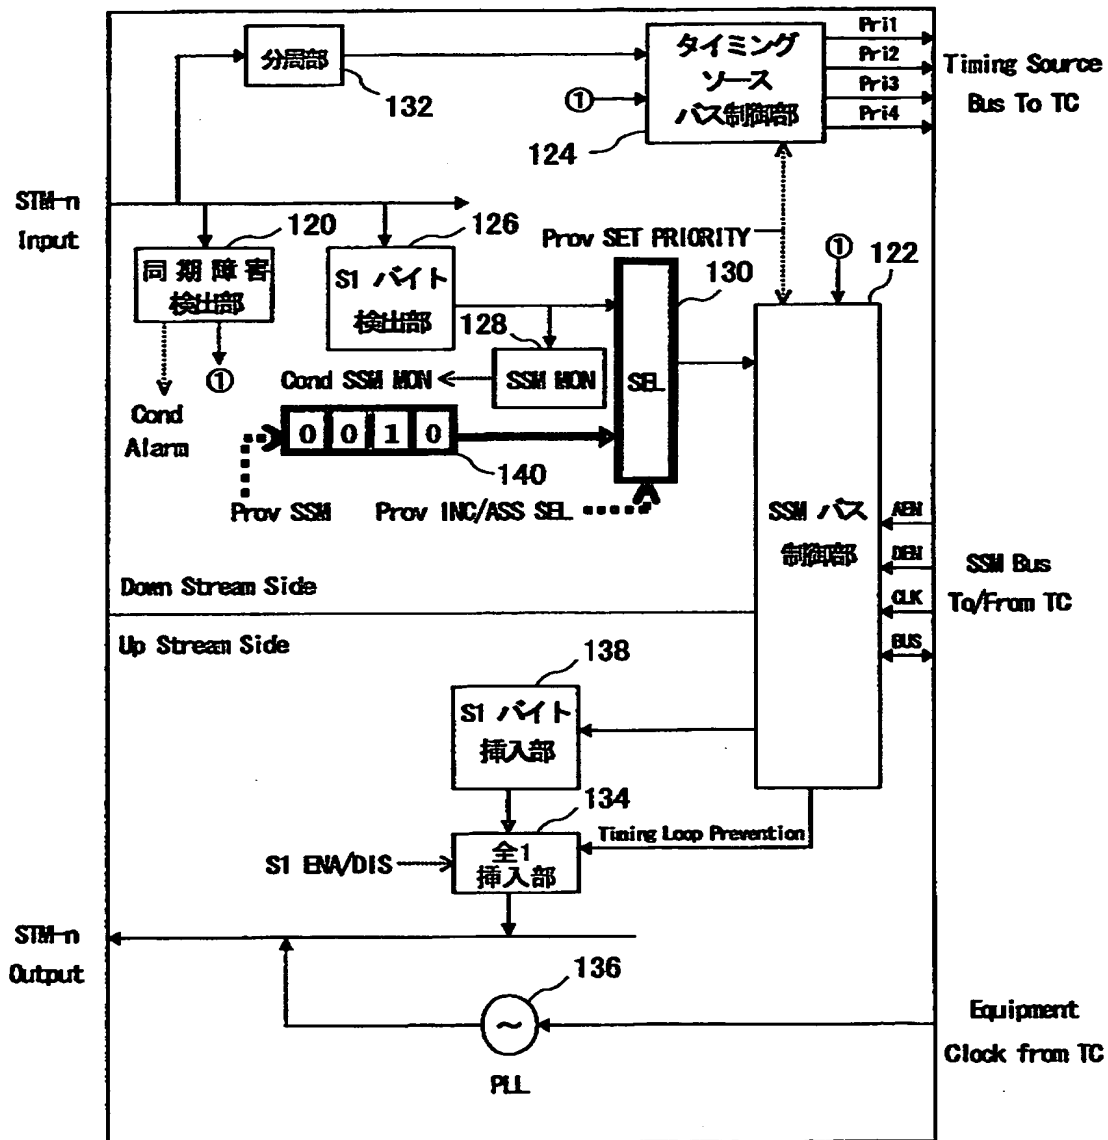 Pri1
分周部
132
タイミング
ソース
バス制御部
124
①
Pri2
Pri3
Pri4
Timing Source
Bus To TC
STM-n
Input
120
同期障害
検出部
①
Cond
Alarm
126
S1 バイト
検出部
128
SSM MON
Cond SSM MON
Prov SET PRIORITY
130
SEL
①
122
0 0 1 0
140
Prov SSM
Prov INC/ASS SEL
SSM バス
制御部
AEN
DEN
CLK
BUS
SSM Bus
To/From TC
Down Stream Side
Up Stream Side
138
S1 バイト
挿入部
134
全1
挿入部
Timing Loop Prevention
S1 ENA/DIS
STM-n
Output
136
~
PLL
Equipment
Clock from TC